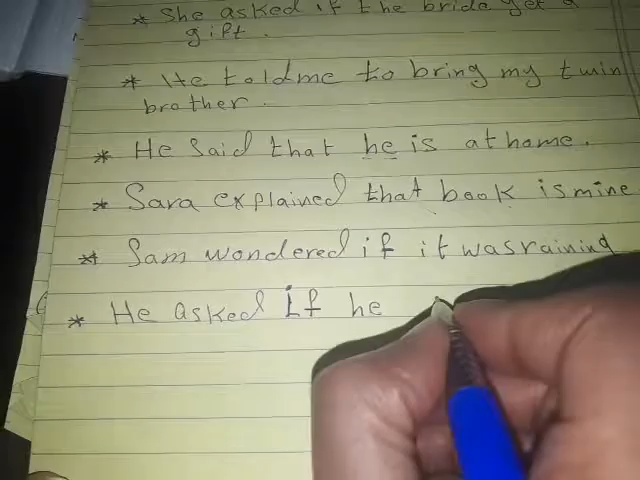 * She asked if the bride get a
gift.
* He told me to bring my twin
brother.
* He said that he is at home.
* Sara explained that book is mine
* Sam wondered if it was raining
* He asked if he